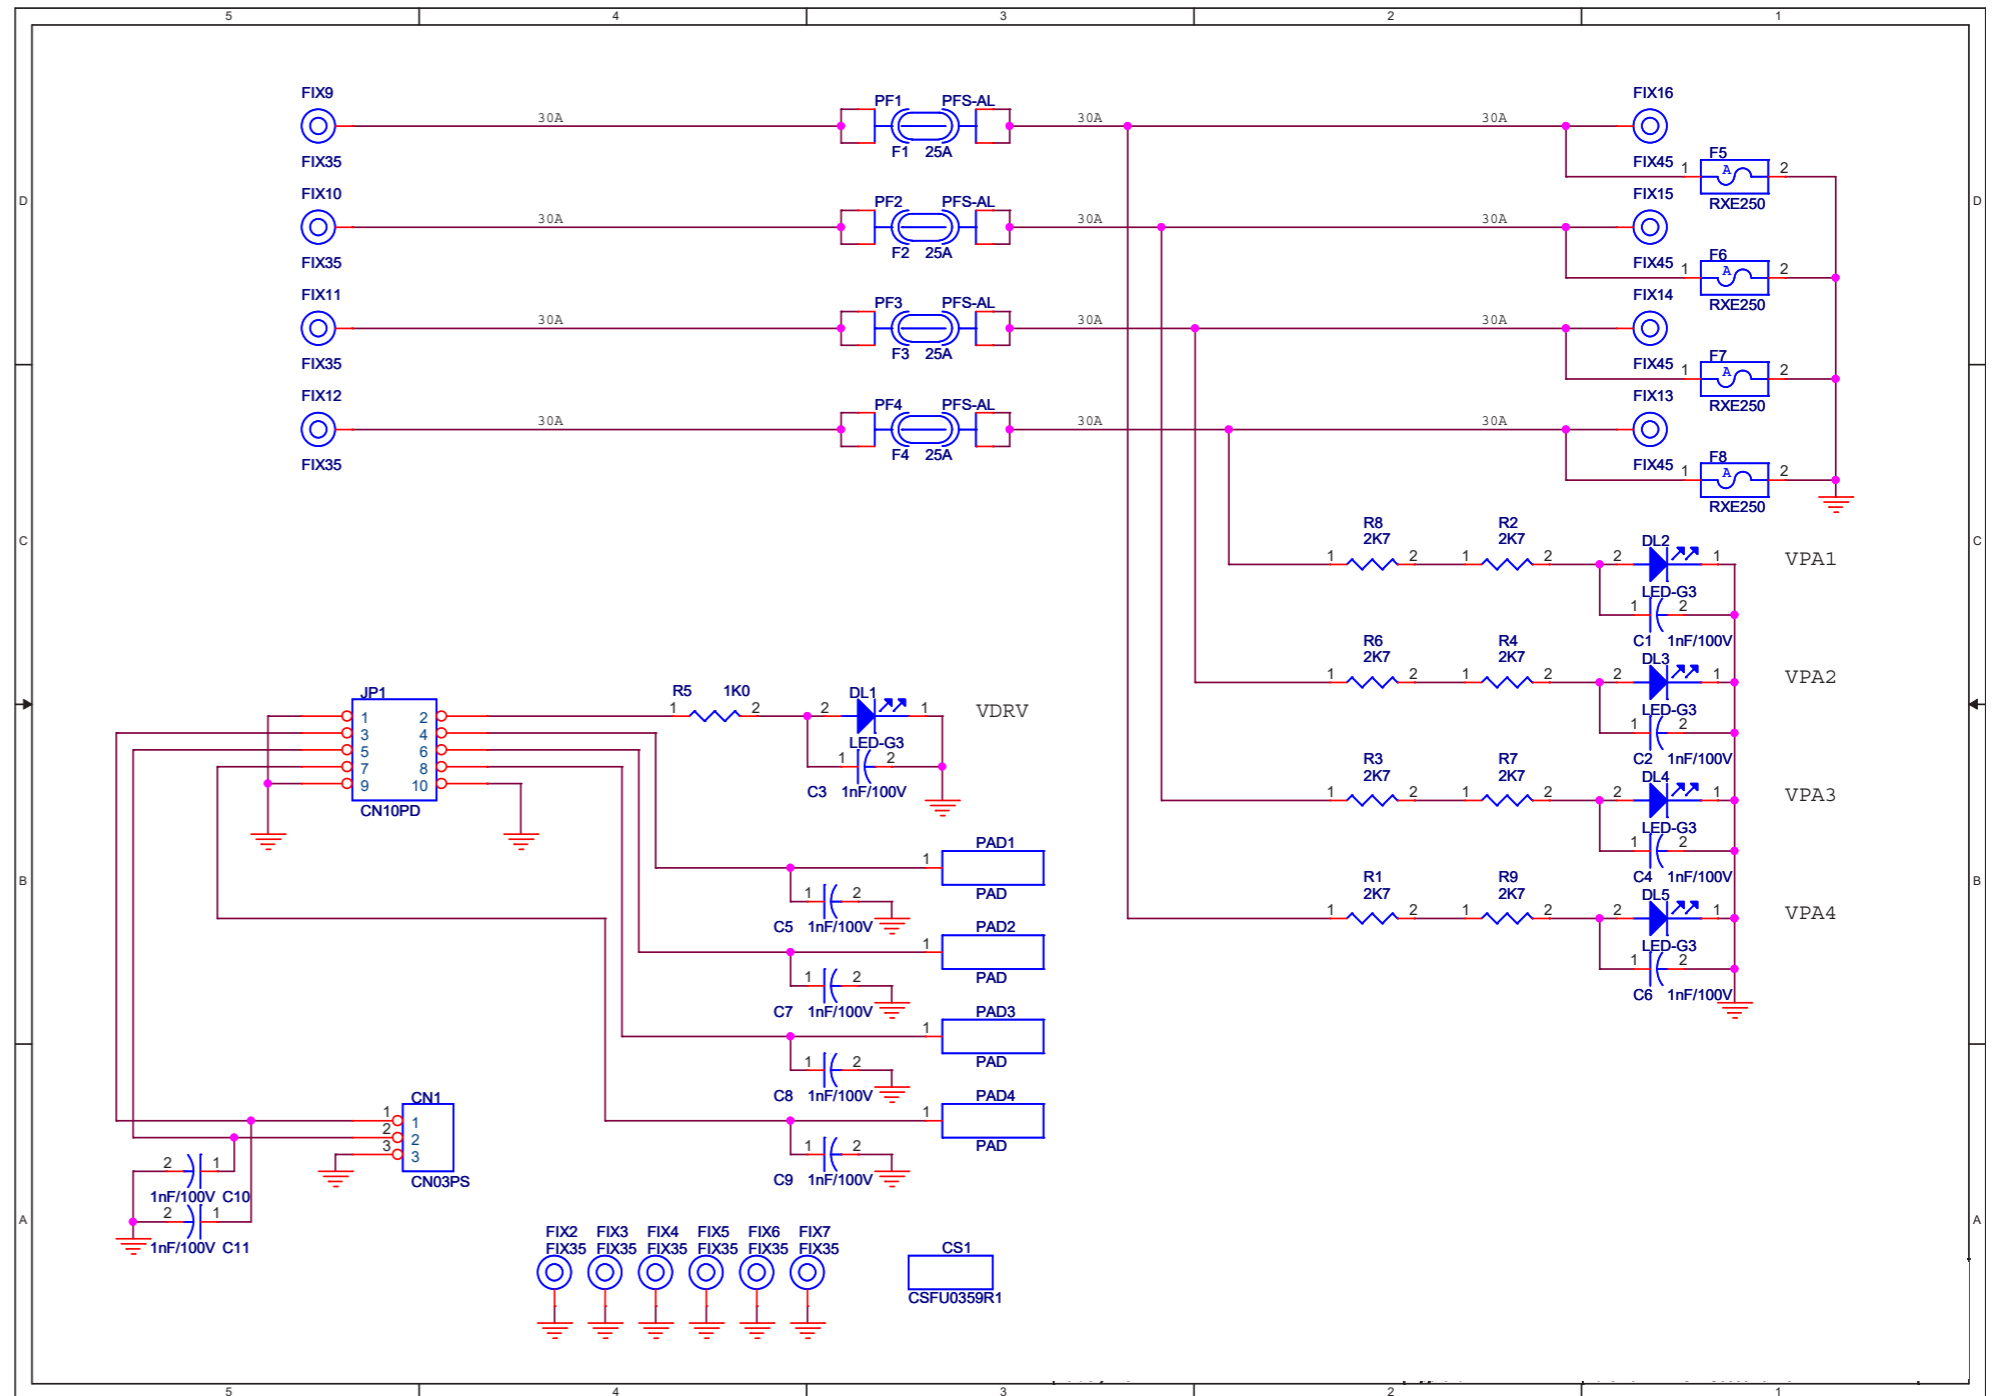 5 4 3 2 1
FIX9 PF1 PFS-AL FIX16
30A 30A 30A
FIX35 F1 25A FIX45 1 F5 2
A
RXE250
FIX10 PF2 PFS-AL FIX15
30A 30A 30A
D D
FIX35 F2 25A FIX45 1 F6 2
A
RXE250
FIX11 PF3 PFS-AL FIX14
30A 30A 30A
FIX35 F3 25A FIX45 1 F7 2
A
RXE250
FIX12 PF4 PFS-AL FIX13
30A 30A 30A
FIX35 F4 25A FIX45 1 F8 2
A
RXE250
C C
R8 R2
2K7 2K7 DL2
1 2 1 2 2 1 VPA1
LED-G3
1 2
C1 1nF/100V
R6 R4
2K7 2K7 DL3
1 2 1 2 2 1 VPA2
LED-G3
1 2
C2 1nF/100V
R3 R7
2K7 2K7 DL4
1 2 1 2 2 1 VPA3
LED-G3
1 2
C4 1nF/100V
R1 R9
2K7 2K7 DL5
1 2 1 2 2 1 VPA4
LED-G3
1 2
C6 1nF/100V
JP1 R5 1K0 DL1
1 2 1 2 2 1 VDRV
3 4
5 6 LED-G3
7 8 1 2
9 10 C3 1nF/100V
CN10PD
B B
PAD1
1
PAD
1 2
C5 1nF/100V
PAD2
1
PAD
1 2
C7 1nF/100V
PAD3
1
PAD
1 2
C8 1nF/100V
PAD4
1
PAD
1 2
C9 1nF/100V
CN1
1 1
2 2
3 3
CN03PS
2 1
1nF/100V C10
2 1
1nF/100V C11
A A
FIX2 FIX3 FIX4 FIX5 FIX6 FIX7
FIX35 FIX35 FIX35 FIX35 FIX35 FIX35
CS1
CSFU0359R1
5 4 3 2 1